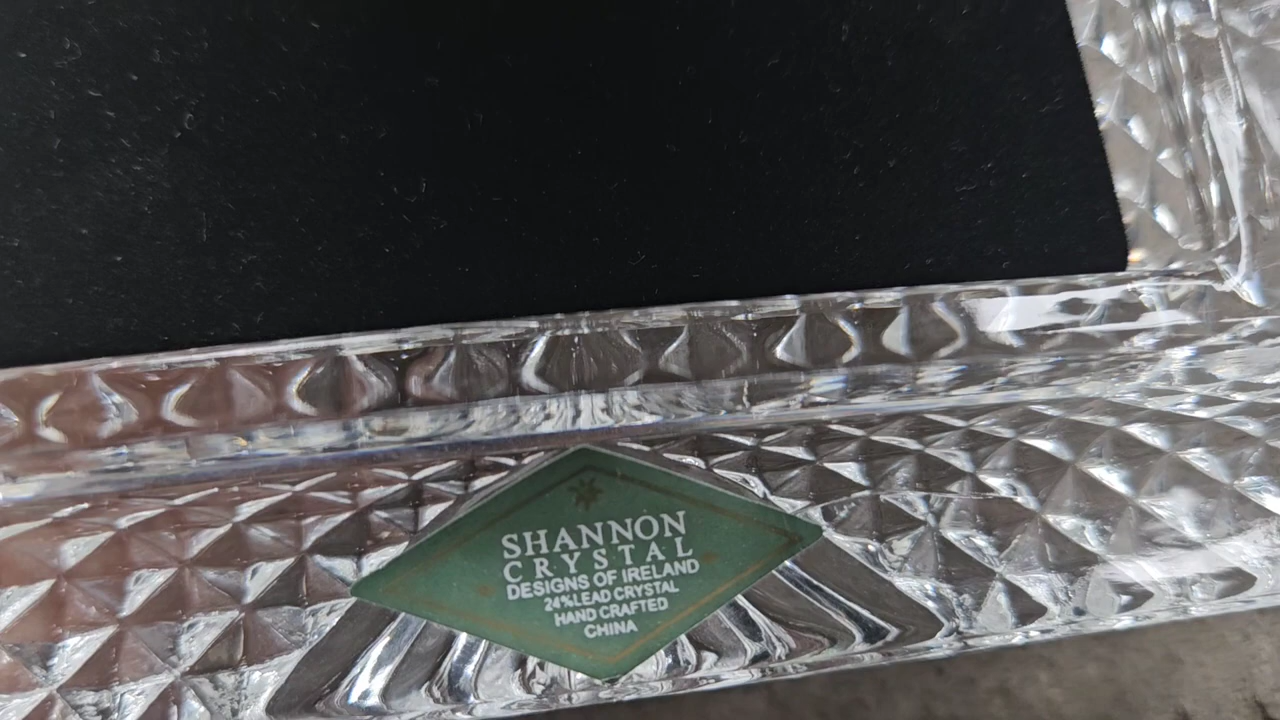 SHANNON
CRYSTAL
DESIGNS OF IRELAND
24%LEAD CRYSTAL
HAND CRAFTED
CHINA